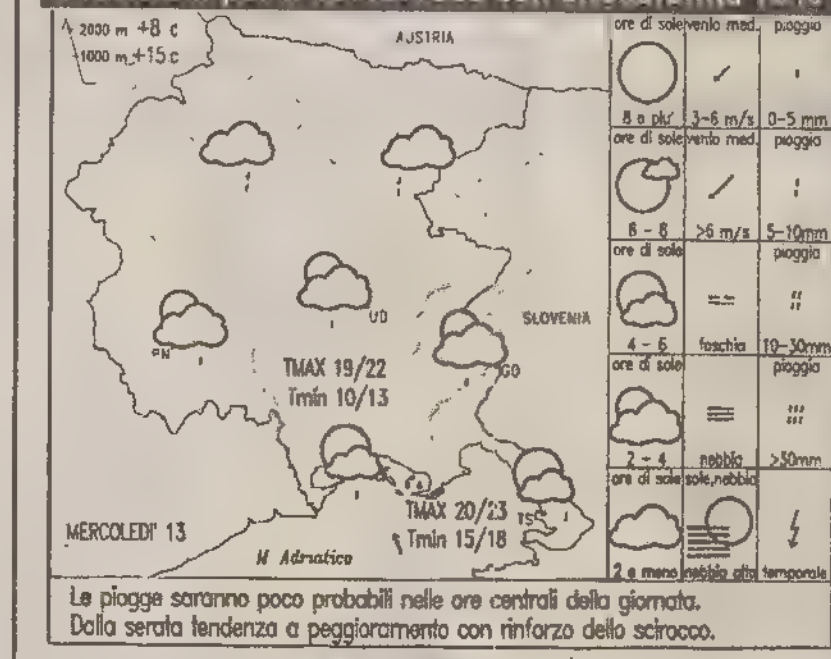 2000 m +8 c
1000 m +15 c
AUSTRIA
UD
SLOVENIA
PN
GO
TMAX 19/22
Tmin 10/13
TMAX 20/23
Tmin 15/18
TS
MERCOLEDI' 13
M Adriatico
ore di sole vento med. pioggia
8 o piu' 3-6 m/s 0-5 mm
ore di sole vento med. pioggia
6 - 8 >6 m/s 5-10mm
ore di sole pioggia
4 - 6 foschia 10-30mm
ore di sole pioggia
2 - 4 nebbia >30mm
ore di sole sole,nebbia
2 o meno nebbia alta temporale
Le piogge saranno poco probabili nelle ore centrali della giornata.
Dalla serata tendenza a peggioramento con rinforzo dello scirocco.